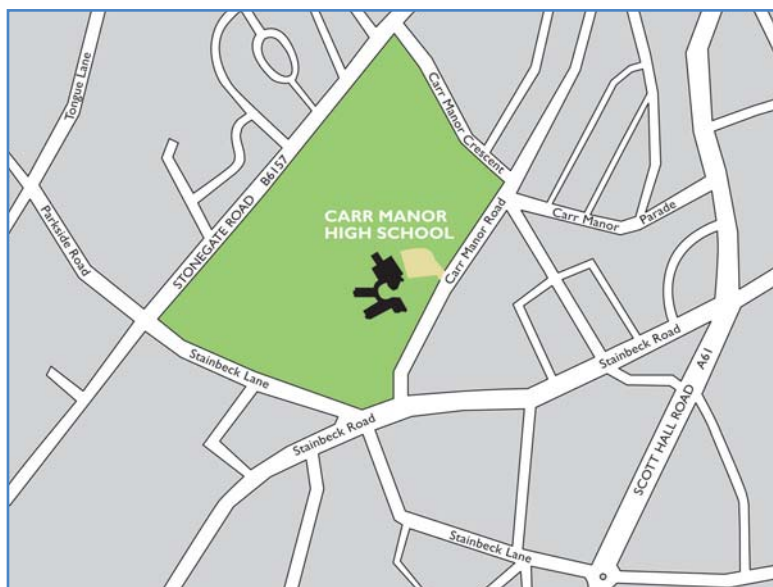 Tongue Lane
Carr Manor Crescent
STONEGATE ROAD B6157
CARR MANOR
HIGH SCHOOL
Carr Manor Road
Carr Manor Parade
Parkside Road
Stainbeck Lane
Stainbeck Road
Stainbeck Road
SCOTT HALL ROAD A61
Stainbeck Lane